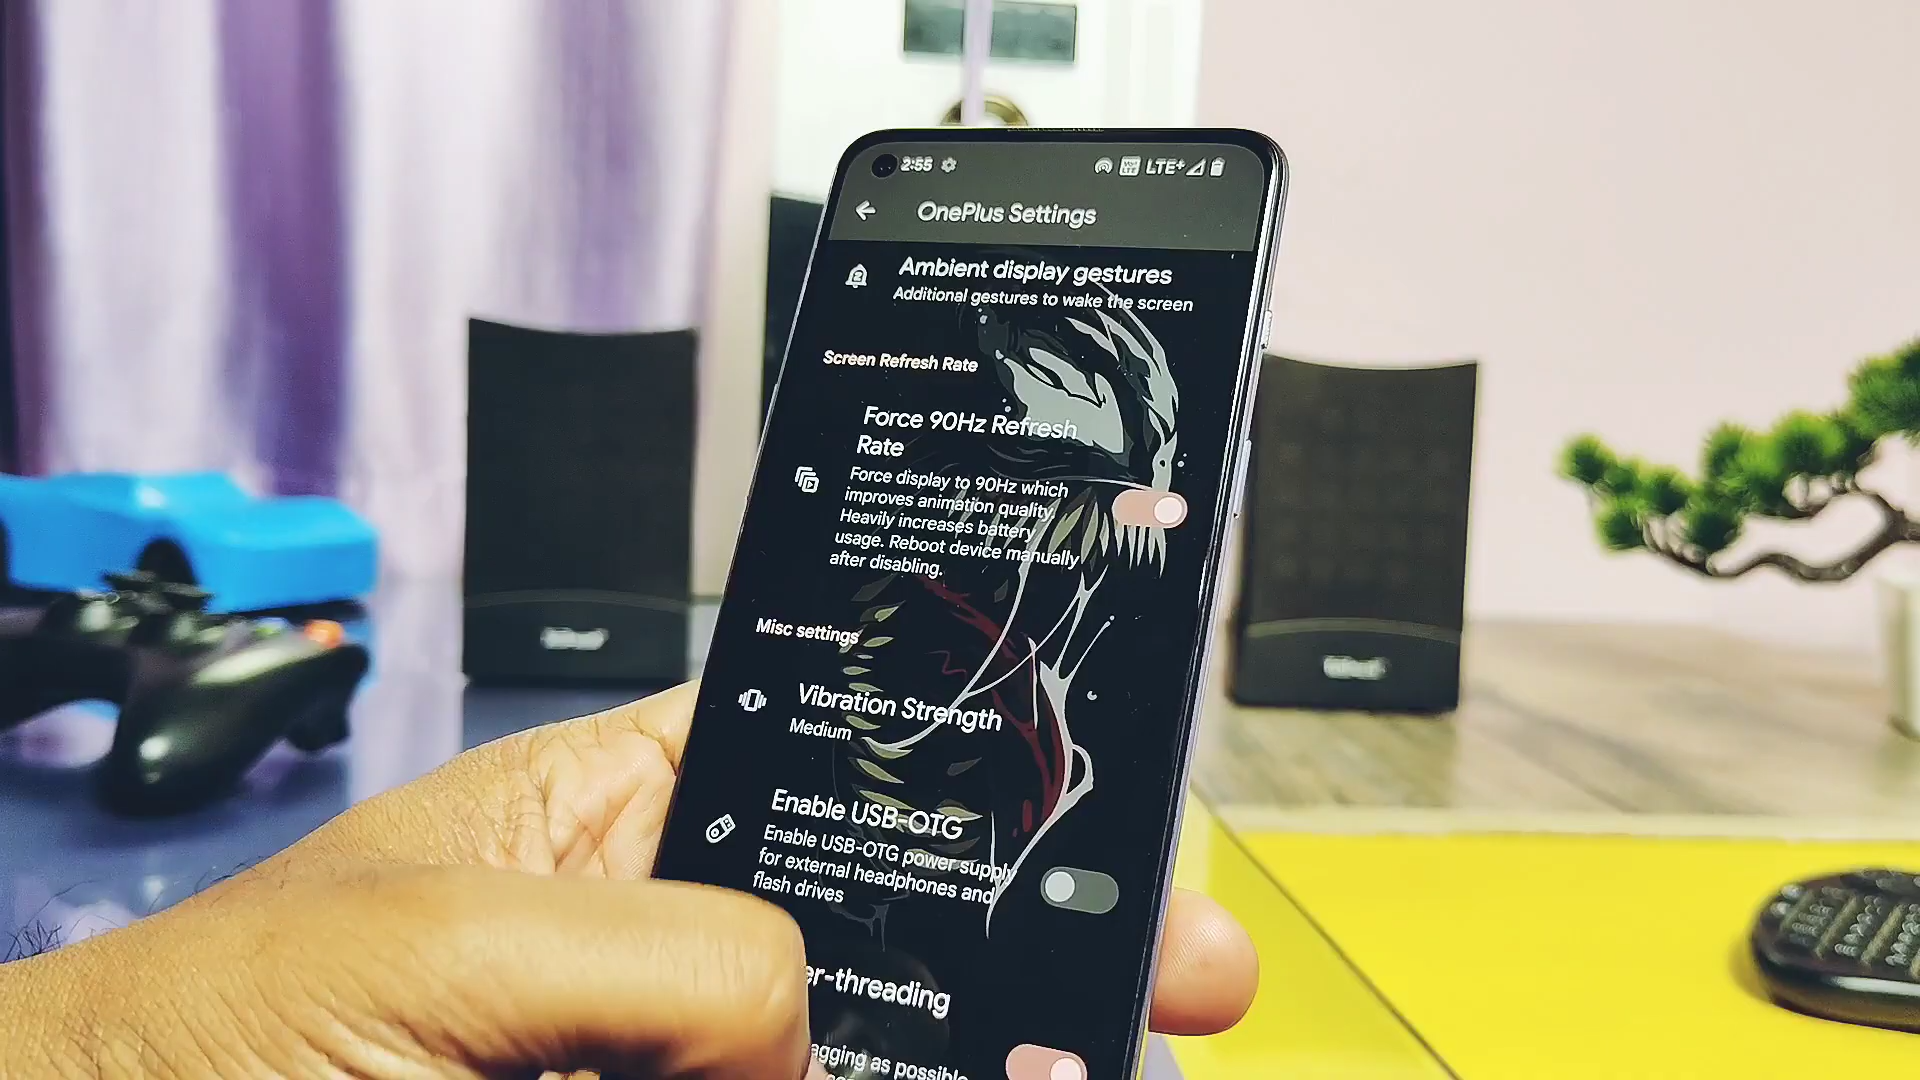 2:55 LTE+
OnePlus Settings
Ambient display gestures
Additional gestures to wake the screen
Screen Refresh Rate
Force 90Hz Refresh
Rate
Force display to 90Hz which
improves animation quality.
Heavily increases battery
usage. Reboot device manually
after disabling.
Misc settings
Vibration Strength
Medium
Enable USB-OTG
Enable USB-OTG power supply
for external headphones and
flash drives
er-threading
agging as possible